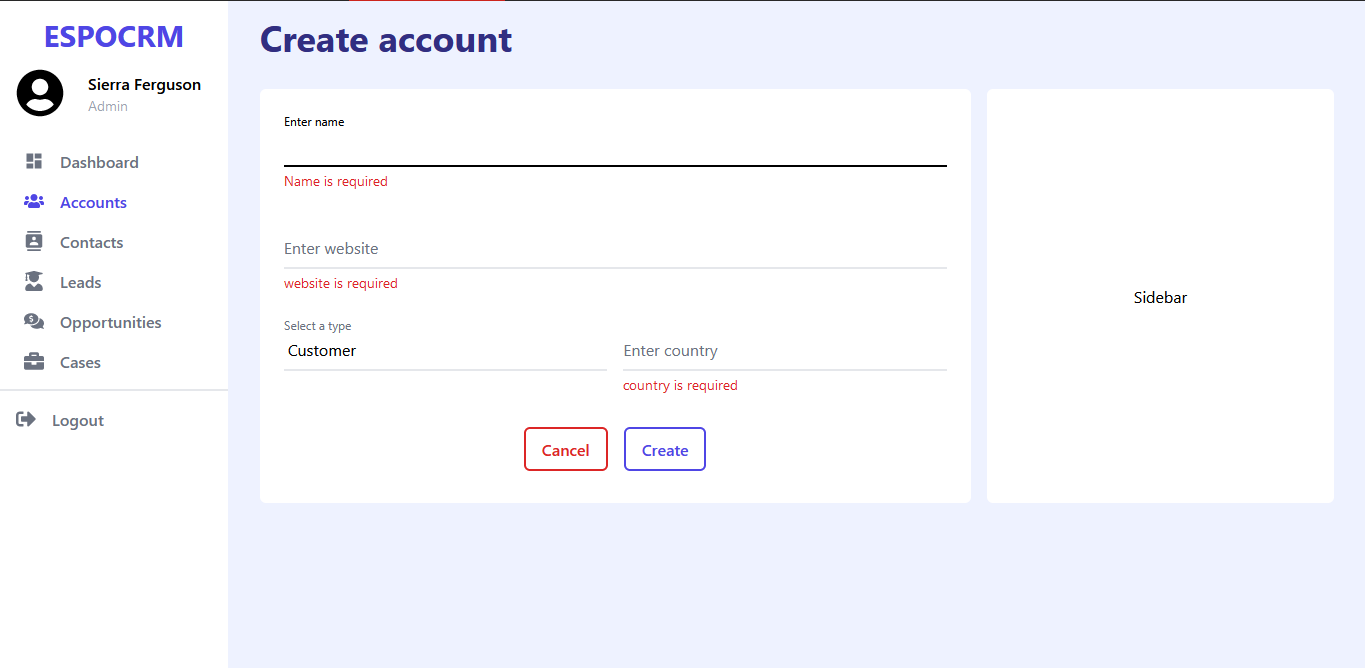 ESPOCRM
Sierra Ferguson
Admin
Dashboard
Accounts
Contacts
Leads
Opportunities
Cases
Logout
Create account
Enter name
Name is required
Enter website
website is required
Select a type
Customer
Enter country
country is required
Cancel
Create
Sidebar